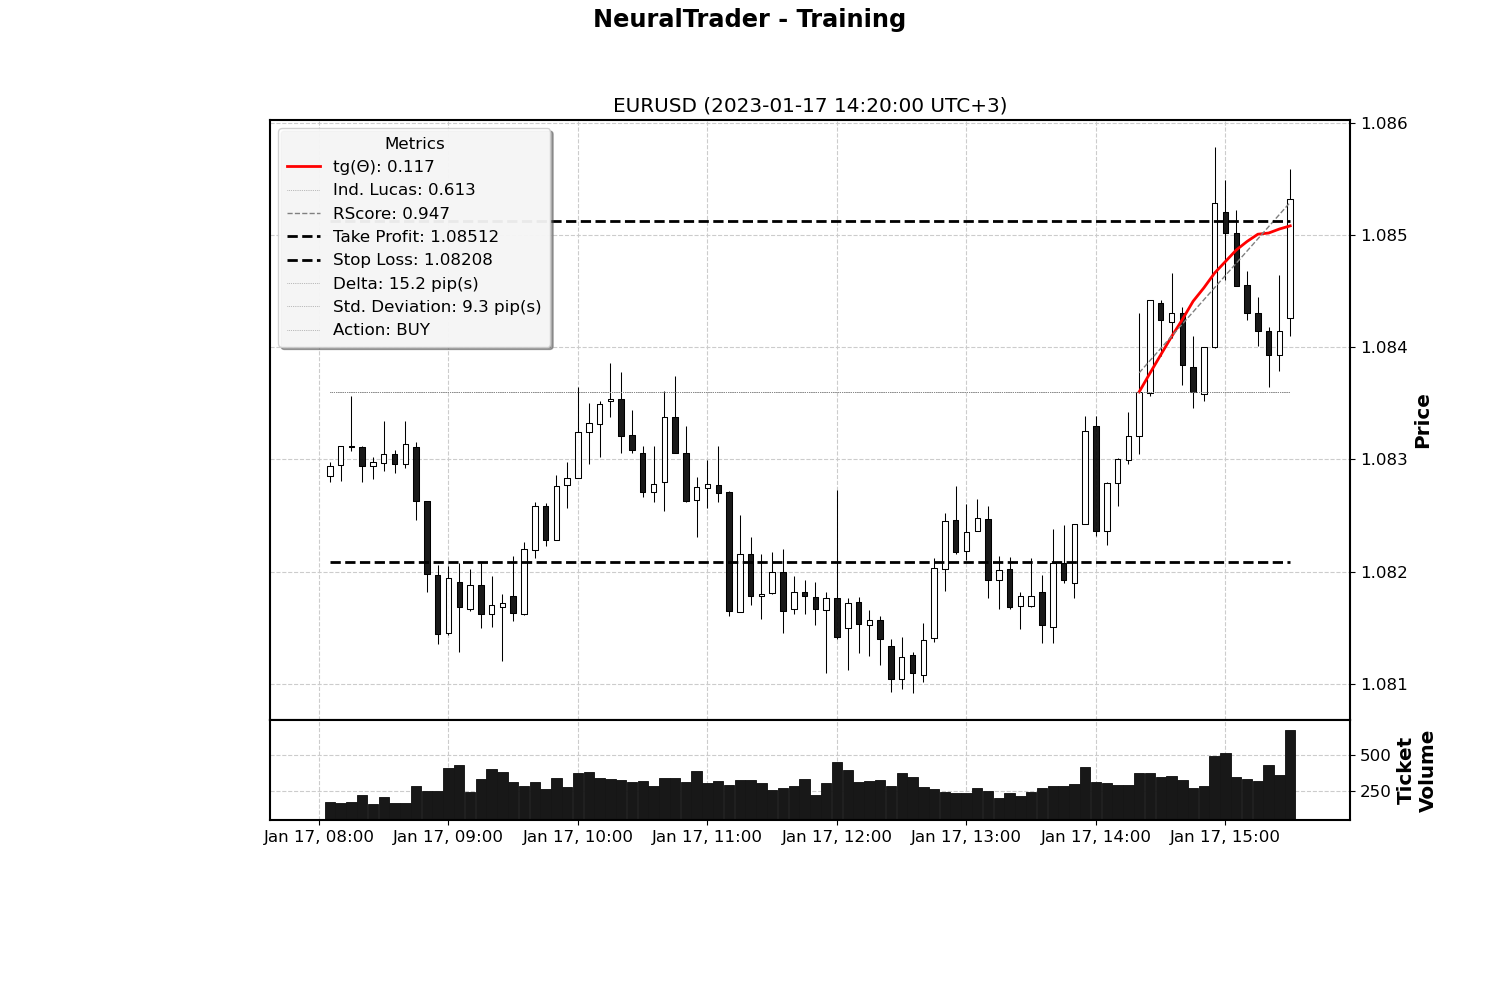 NeuralTrader - Training
EURUSD (2023-01-17 14:20:00 UTC+3)
Metrics
tg(Θ): 0.117
Ind. Lucas: 0.613
RScore: 0.947
Take Profit: 1.08512
Stop Loss: 1.08208
Delta: 15.2 pip(s)
Std. Deviation: 9.3 pip(s)
Action: BUY
1.086
1.085
1.084
1.083
1.082
1.081
Price
500
250
Ticket
Volume
Jan 17, 08:00
Jan 17, 09:00
Jan 17, 10:00
Jan 17, 11:00
Jan 17, 12:00
Jan 17, 13:00
Jan 17, 14:00
Jan 17, 15:00